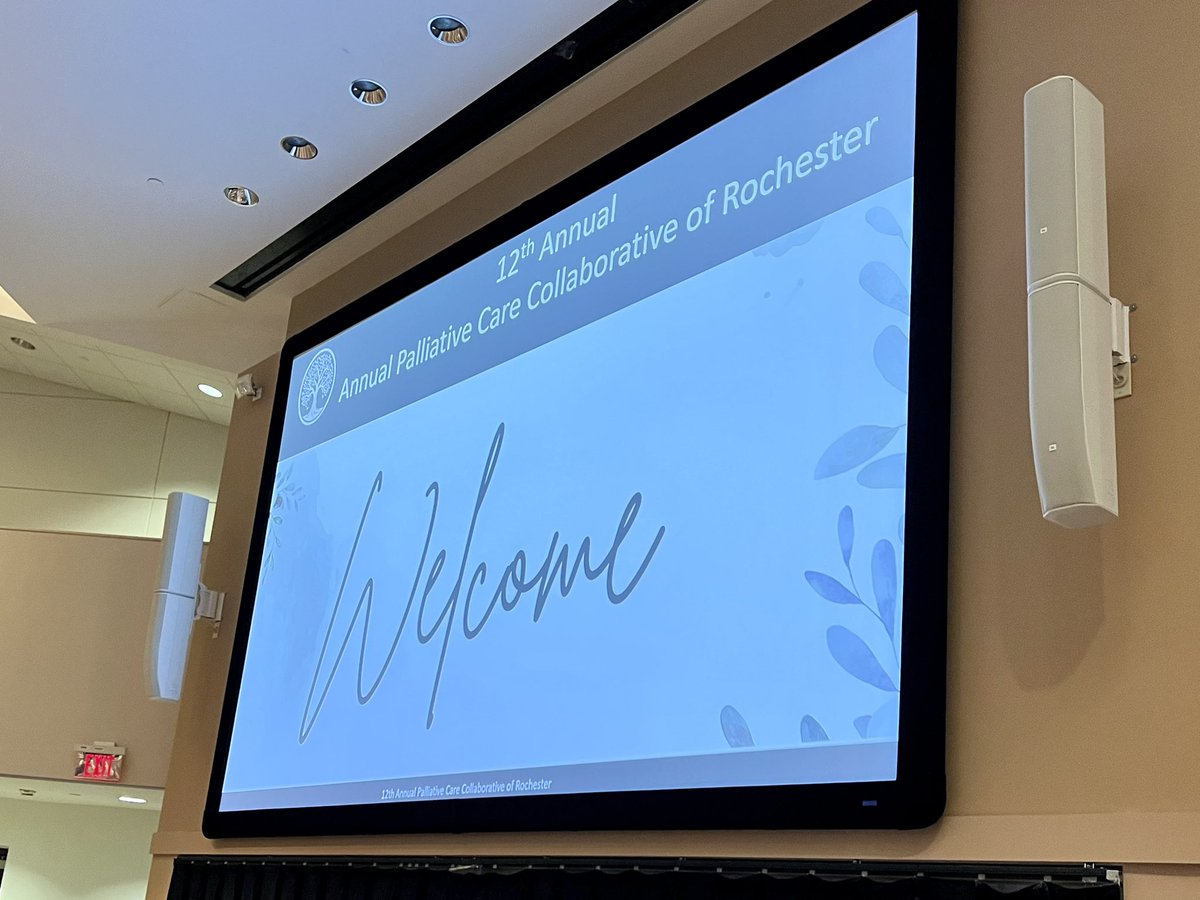 12th Annual
Annual Palliative Care Collaborative of Rochester
Welcome
12th Annual Palliative Care Collaborative of Rochester
EXIT